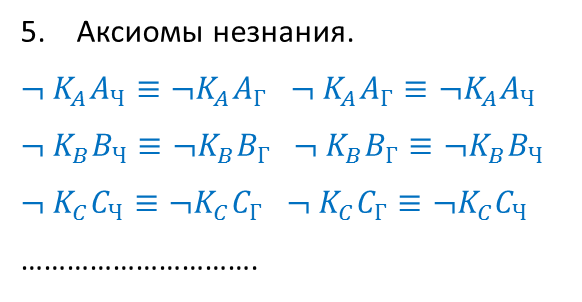 5. Аксиомы незнания.
¬ K_A A_Ч ≡ ¬K_A A_Г ¬ K_A A_Г ≡ ¬K_A A_Ч
¬ K_B B_Ч ≡ ¬K_B B_Г ¬ K_B B_Г ≡ ¬K_B B_Ч
¬ K_C C_Ч ≡ ¬K_C C_Г ¬ K_C C_Г ≡ ¬K_C C_Ч
………………………….